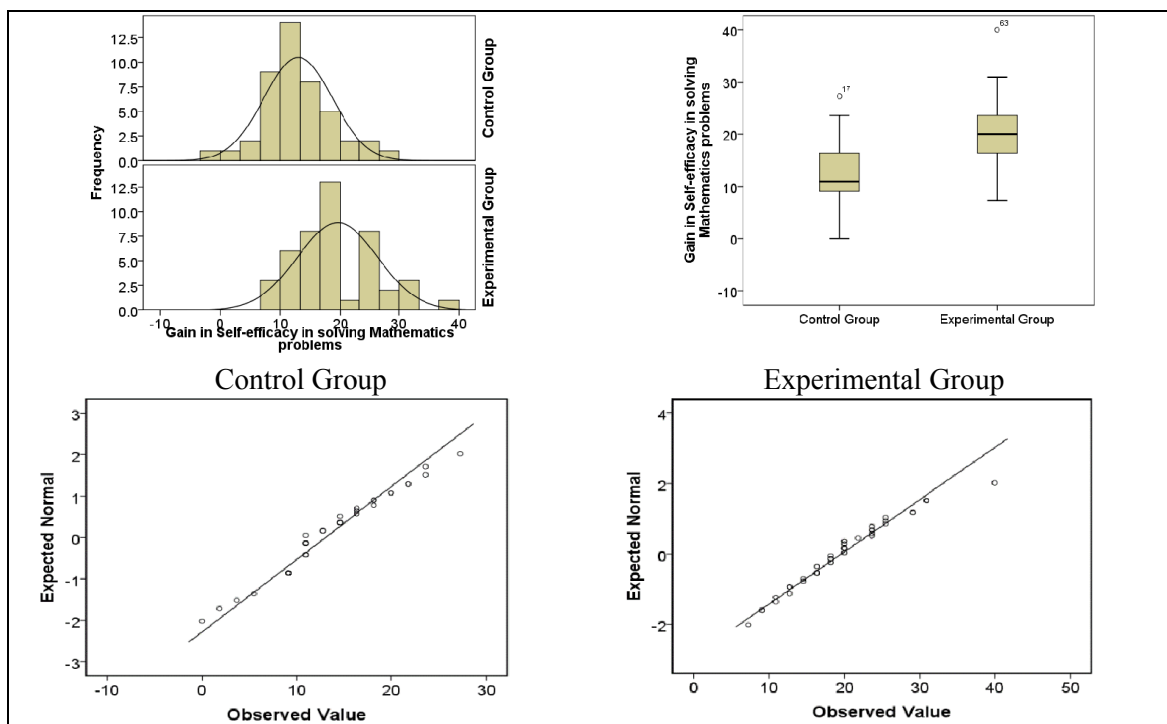 12.5
10.0
7.5
5.0
2.5
0.0
Control Group
12.5
10.0
7.5
5.0
2.5
0.0
Experimental Group
Frequency
-10 0 10 20 30 40
Gain in Self-efficacy in solving Mathematics
problems
40
30
20
10
0
-10
Gain in Self-efficacy in solving
Mathematics problems
17
63
Control Group Experimental Group
Control Group
3
2
1
0
-1
-2
-3
Expected Normal
-10 0 10 20 30
Observed Value
Experimental Group
4
2
0
-2
Expected Normal
0 10 20 30 40 50
Observed Value